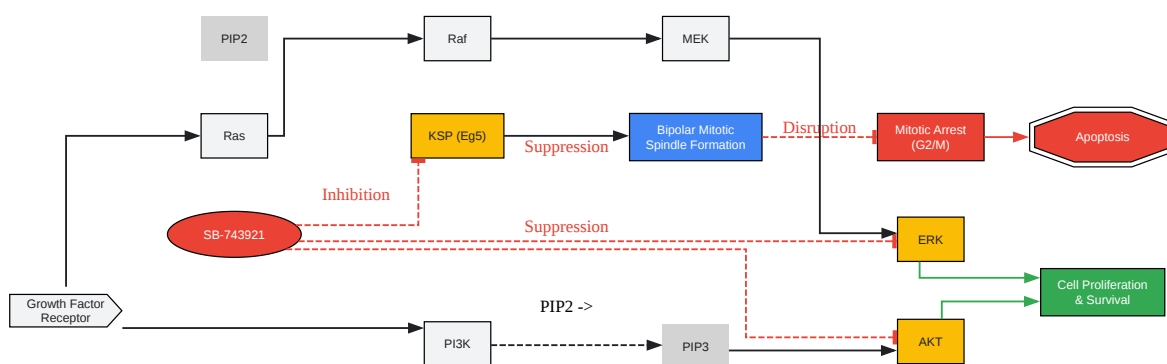 PIP2
Raf
MEK
Ras
KSP (Eg5)
Suppression
Bipolar Mitotic
Spindle Formation
Disruption
Mitotic Arrest
(G2/M)
Apoptosis
Inhibition
SB-743921
Suppression
ERK
Growth Factor
Receptor
PIP2 ->
Cell Proliferation
& Survival
PI3K
PIP3
AKT